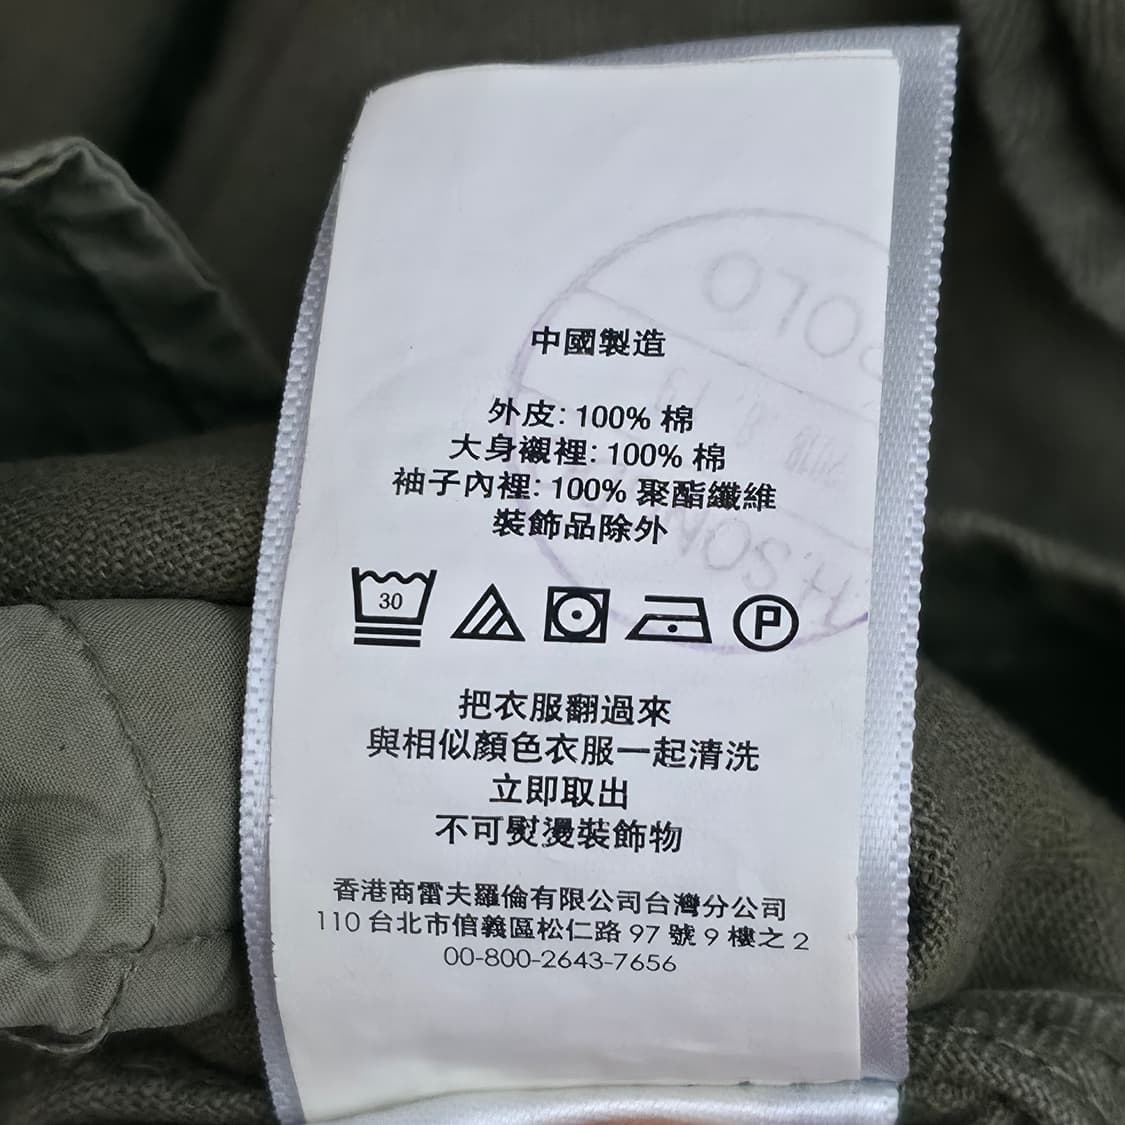 中國製造
外皮: 100% 棉
大身襯裡: 100% 棉
袖子內裡: 100% 聚酯纖維
裝飾品除外
30
P
把衣服翻過來
與相似顏色衣服一起清洗
立即取出
不可熨燙裝飾物
香港商雷夫羅倫有限公司台灣分公司
110 台北市信義區松仁路 97 號 9 樓之 2
00-800-2643-7656